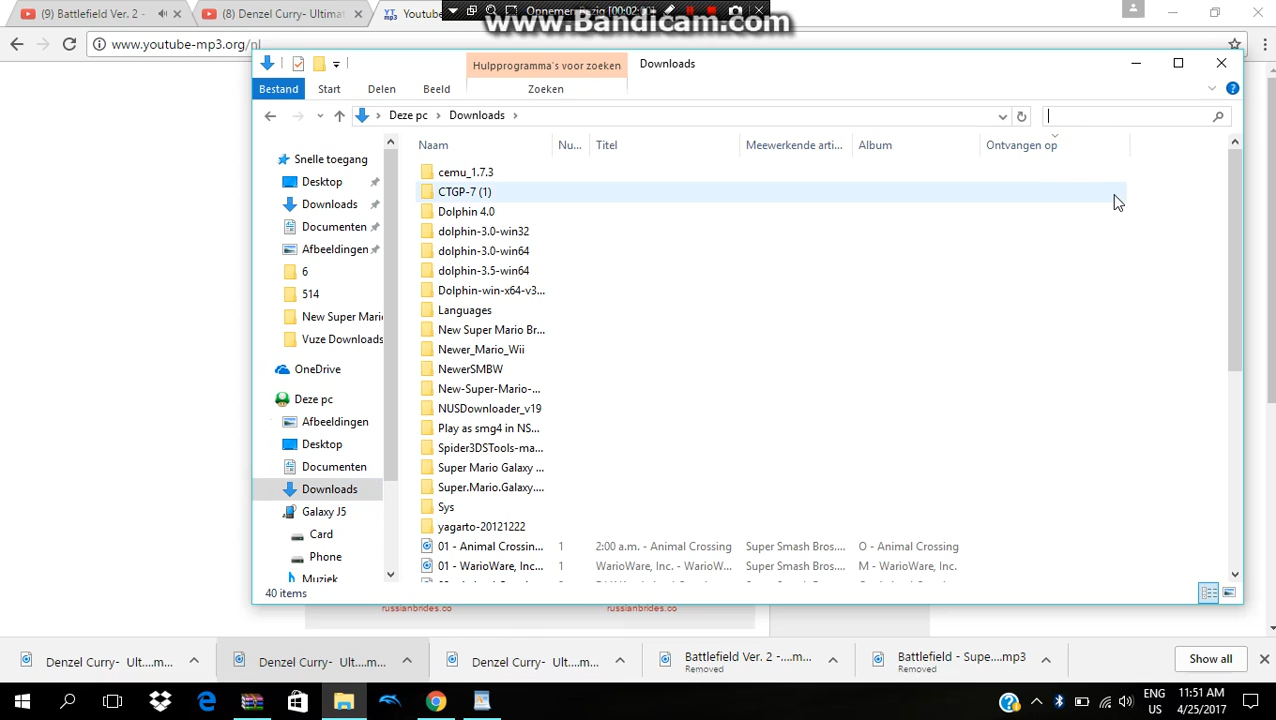 (9) Battlefield Ver. 2 -
(8) Denzel Curry- Ultimat
Youtube
[00:02:
www.Bandicam.com
www.youtube-mp3.org/nl
Hulpprogramma's voor zoeken
Downloads
Bestand
Start
Delen
Beeld
Zoeken
Deze pc
Downloads
Naam
Nu...
Titel
Meewerkende arti...
Album
Ontvangen op
Snelle toegang
Desktop
Downloads
Documenten
Afbeeldingen
6
514
New Super Mari
Vuze Downloads
OneDrive
Deze pc
Afbeeldingen
Desktop
Documenten
Downloads
Galaxy J5
Card
Phone
Muziek
cemu_1.7.3
CTGP-7 (1)
Dolphin 4.0
dolphin-3.0-win32
dolphin-3.0-win64
dolphin-3.5-win64
Dolphin-win-x64-v3...
Languages
New Super Mario Br...
Newer_Mario_Wii
NewerSMBW
New-Super-Mario-...
NUSDownloader_v19
Play as smg4 in NS...
Spider3DSTools-ma...
Super Mario Galaxy ...
Super.Mario.Galaxy....
Sys
yagarto-20121222
01 - Animal Crossin... 1 2:00 a.m. - Animal Crossing Super Smash Bros.... O - Animal Crossing
01 - WarioWare, Inc... 1 WarioWare, Inc. - WarioW... Super Smash Bros.... M - WarioWare, Inc.
40 items
russianbrides.co
russianbrides.co
Denzel Curry- Ult....m...
Denzel Curry- Ult....m...
Denzel Curry- Ult....m...
Battlefield Ver. 2 -....m...
Removed
Battlefield - Supe....mp3
Removed
Show all
ENG
US
11:51 AM
4/25/2017